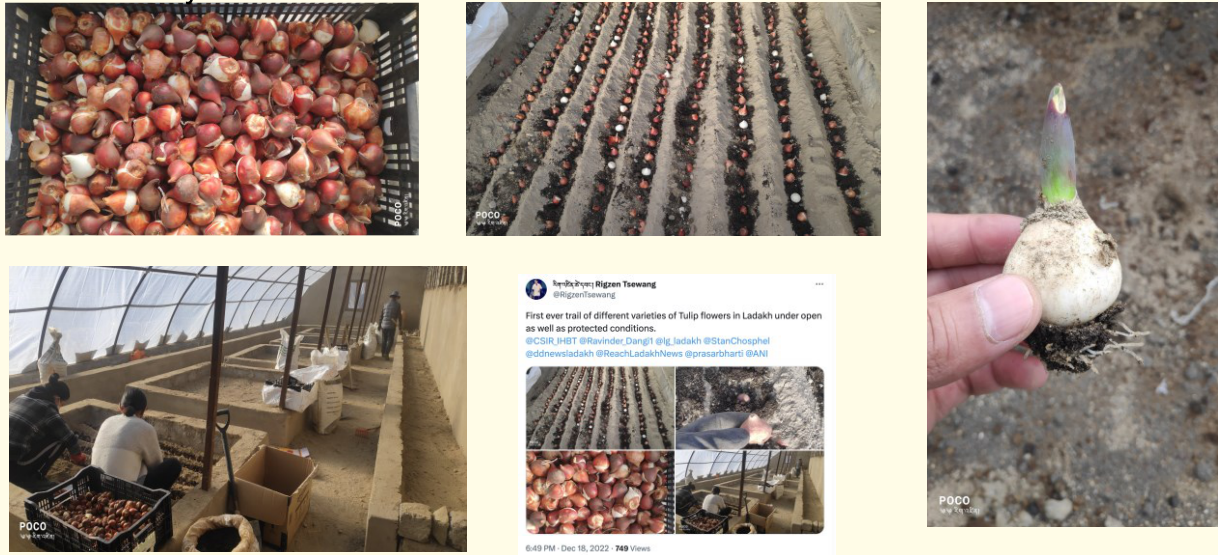 POCO
POCO
Rigzen Tsewang
@RigzenTsewang
First ever trail of different varieties of Tulip flowers in Ladakh under open
as well as protected conditions.
@CSIR_IHBT @Ravinder_Dangi1 @lg_ladakh @StanChosphel
@ddnewsladakh @ReachLadakhNews @prasarbharti @ANI
6:49 PM · Dec 18, 2022 · 749 Views
POCO
POCO